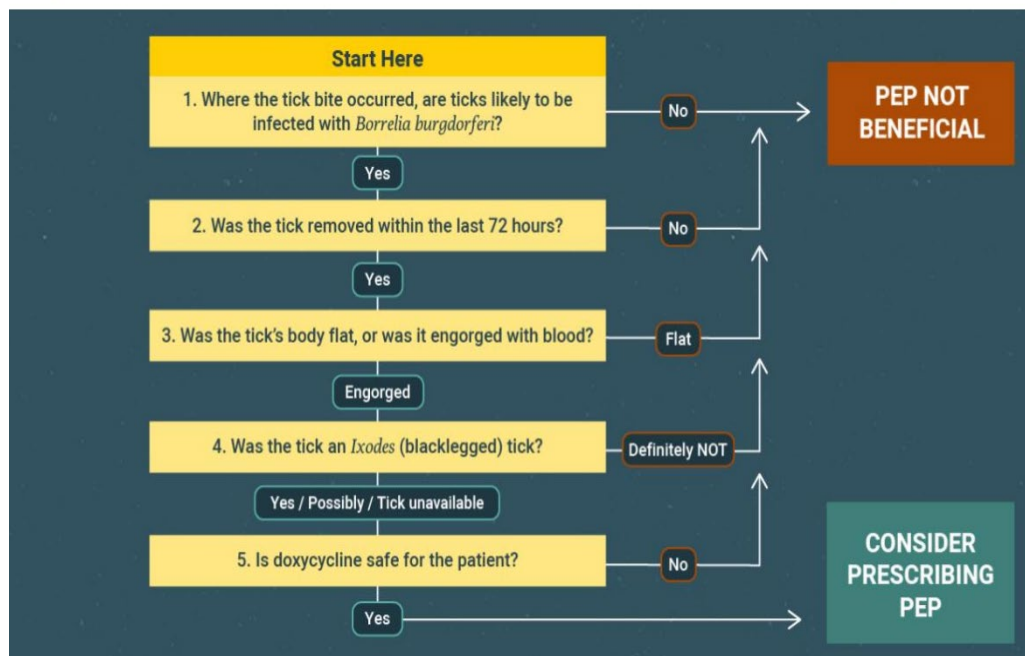 Start Here
1. Where the tick bite occurred, are ticks likely to be
infected with Borrelia burgdorferi?
No
PEP NOT
BENEFICIAL
Yes
2. Was the tick removed within the last 72 hours?
No
Yes
3. Was the tick’s body flat, or was it engorged with blood?
Flat
Engorged
4. Was the tick an Ixodes (blacklegged) tick?
Definitely NOT
Yes / Possibly / Tick unavailable
5. Is doxycycline safe for the patient?
No
Yes
CONSIDER
PRESCRIBING
PEP